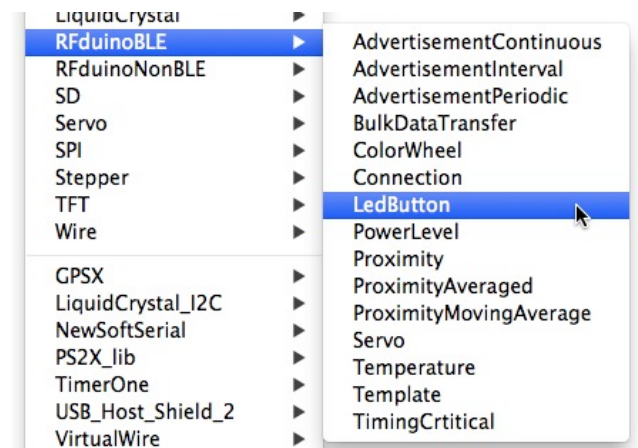 LiquidCrystal
RFduinoBLE
RFduinoNonBLE
SD
Servo
SPI
Stepper
TFT
Wire
GPSX
LiquidCrystal_I2C
NewSoftSerial
PS2X_lib
TimerOne
USB_Host_Shield_2
VirtualWire
AdvertisementContinuous
AdvertisementInterval
AdvertisementPeriodic
BulkDataTransfer
ColorWheel
Connection
LedButton
PowerLevel
Proximity
ProximityAveraged
ProximityMovingAverage
Servo
Temperature
Template
TimingCrtitical